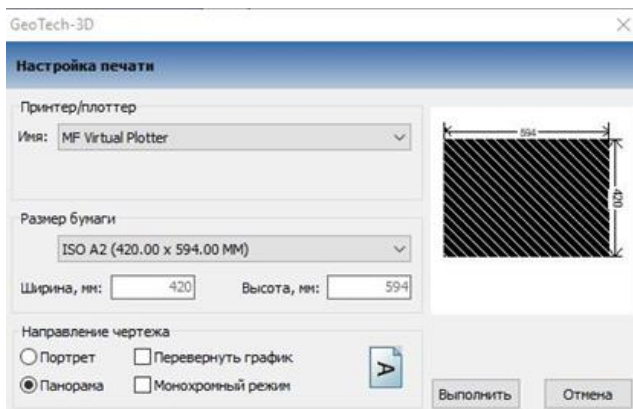 GeoTech-3D
Настройка печати
Принтер/плоттер
Имя: MF Virtual Plotter
594
420
Размер бумаги
ISO A2 (420.00 x 594.00 MM)
Ширина, мм: 420 Высота, мм: 594
Направление чертежа
Портрет Перевернуть график
Панорама Монохромный режим
A
Выполнить Отмена